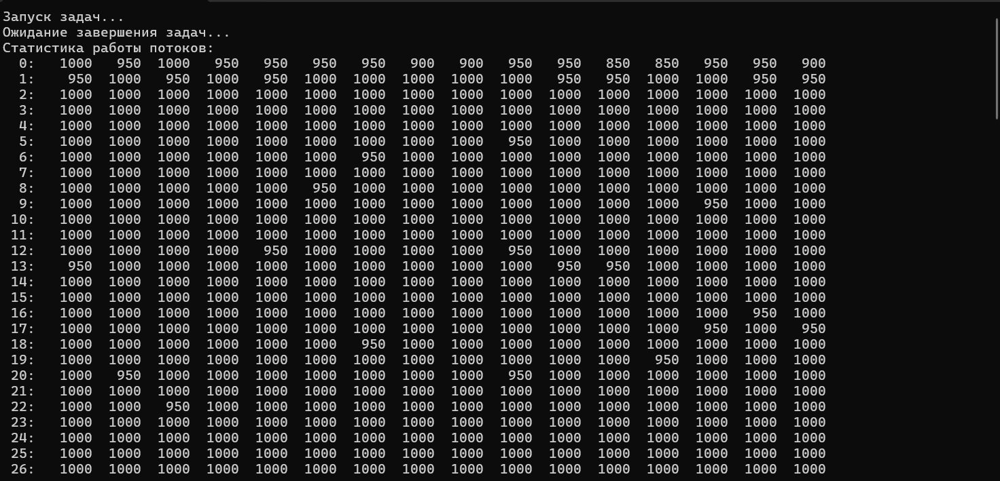 Запуск задач...
Ожидание завершения задач...
Статистика работы потоков:
0: 1000 950 1000 950 950 950 950 900 900 950 950 850 850 950 950 900
1: 950 1000 950 1000 950 1000 1000 1000 1000 1000 950 950 1000 1000 950 950
2: 1000 1000 1000 1000 1000 1000 1000 1000 1000 1000 1000 1000 1000 1000 1000 1000
3: 1000 1000 1000 1000 1000 1000 1000 1000 1000 1000 1000 1000 1000 1000 1000 1000
4: 1000 1000 1000 1000 1000 1000 1000 1000 1000 1000 1000 1000 1000 1000 1000 1000
5: 1000 1000 1000 1000 1000 1000 1000 1000 1000 950 1000 1000 1000 1000 1000 1000
6: 1000 1000 1000 1000 1000 1000 950 1000 1000 1000 1000 1000 1000 1000 1000 1000
7: 1000 1000 1000 1000 1000 1000 1000 1000 1000 1000 1000 1000 1000 1000 1000 1000
8: 1000 1000 1000 1000 1000 950 1000 1000 1000 1000 1000 1000 1000 1000 1000 1000
9: 1000 1000 1000 1000 1000 1000 1000 1000 1000 1000 1000 1000 1000 950 1000 1000
10: 1000 1000 1000 1000 1000 1000 1000 1000 1000 1000 1000 1000 1000 1000 1000 1000
11: 1000 1000 1000 1000 1000 1000 1000 1000 1000 1000 1000 1000 1000 1000 1000 1000
12: 1000 1000 1000 1000 950 1000 1000 1000 1000 950 1000 1000 1000 1000 1000 1000
13: 950 1000 1000 1000 1000 1000 1000 1000 1000 1000 950 950 1000 1000 1000 1000
14: 1000 1000 1000 1000 1000 1000 1000 1000 1000 1000 1000 1000 1000 1000 1000 1000
15: 1000 1000 1000 1000 1000 1000 1000 1000 1000 1000 1000 1000 1000 1000 1000 1000
16: 1000 1000 1000 1000 1000 1000 1000 1000 1000 1000 1000 1000 1000 1000 950 1000
17: 1000 1000 1000 1000 1000 1000 1000 1000 1000 1000 1000 1000 1000 950 1000 950
18: 1000 1000 1000 1000 1000 1000 950 1000 1000 1000 1000 1000 1000 1000 1000 1000
19: 1000 1000 1000 1000 1000 1000 1000 1000 1000 1000 1000 1000 950 1000 1000 1000
20: 1000 950 1000 1000 1000 1000 1000 1000 1000 950 1000 1000 1000 1000 1000 1000
21: 1000 1000 1000 1000 1000 1000 1000 1000 1000 1000 1000 1000 1000 1000 1000 1000
22: 1000 1000 950 1000 1000 1000 1000 1000 1000 1000 1000 1000 1000 1000 1000 1000
23: 1000 1000 1000 1000 1000 1000 1000 1000 1000 1000 1000 1000 1000 1000 1000 1000
24: 1000 1000 1000 1000 1000 1000 1000 1000 1000 1000 1000 1000 1000 1000 1000 1000
25: 1000 1000 1000 1000 1000 1000 1000 1000 1000 1000 1000 1000 1000 1000 1000 1000
26: 1000 1000 1000 1000 1000 1000 1000 1000 1000 1000 1000 1000 1000 1000 1000 1000